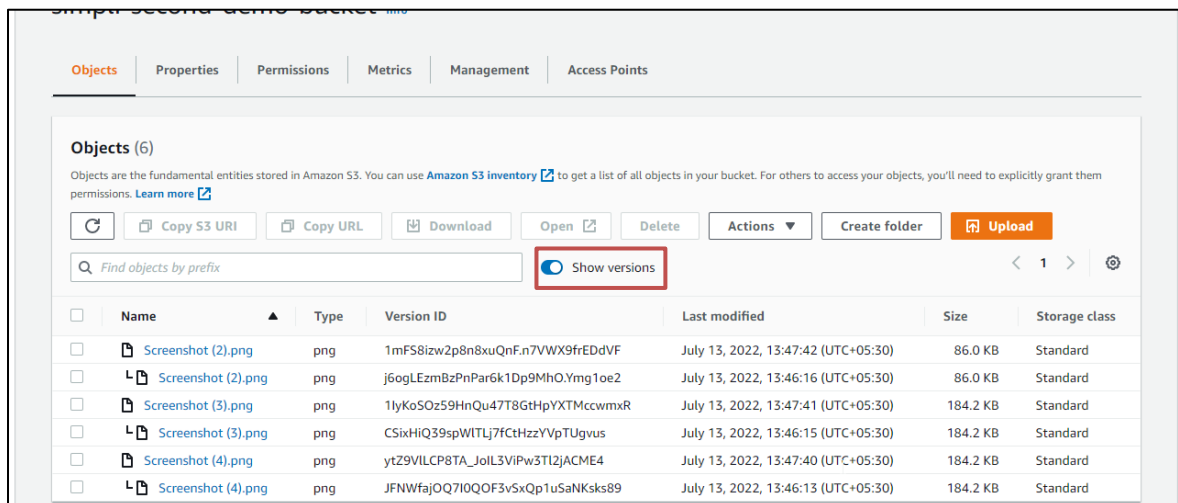 simpli-second-demo-bucket Info
Objects Properties Permissions Metrics Management Access Points
Objects (6)
Objects are the fundamental entities stored in Amazon S3. You can use Amazon S3 inventory to get a list of all objects in your bucket. For others to access your objects, you'll need to explicitly grant them
permissions. Learn more
Copy S3 URI Copy URL Download Open Delete Actions Create folder Upload
Find objects by prefix Show versions 1
Name Type Version ID Last modified Size Storage class
Screenshot (2).png png 1mFS8izw2p8n8xuQnF.n7VWX9frEDdVF July 13, 2022, 13:47:42 (UTC+05:30) 86.0 KB Standard
Screenshot (2).png png j6ogLEzmBzPnPar6k1Dp9MhO.Ymg1oe2 July 13, 2022, 13:46:16 (UTC+05:30) 86.0 KB Standard
Screenshot (3).png png 1IyKoSOz59HnQu47T8GtHpYXTMccwmxR July 13, 2022, 13:47:41 (UTC+05:30) 184.2 KB Standard
Screenshot (3).png png CSixHiQ39spWlTLj7fCtHzzYVpTUgvus July 13, 2022, 13:46:15 (UTC+05:30) 184.2 KB Standard
Screenshot (4).png png ytZ9VlLCP8TA_JoIL3ViPw3Tl2jACME4 July 13, 2022, 13:47:40 (UTC+05:30) 184.2 KB Standard
Screenshot (4).png png JFNWfajOQ7I0QOF3vSxQp1uSaNKsks89 July 13, 2022, 13:46:13 (UTC+05:30) 184.2 KB Standard